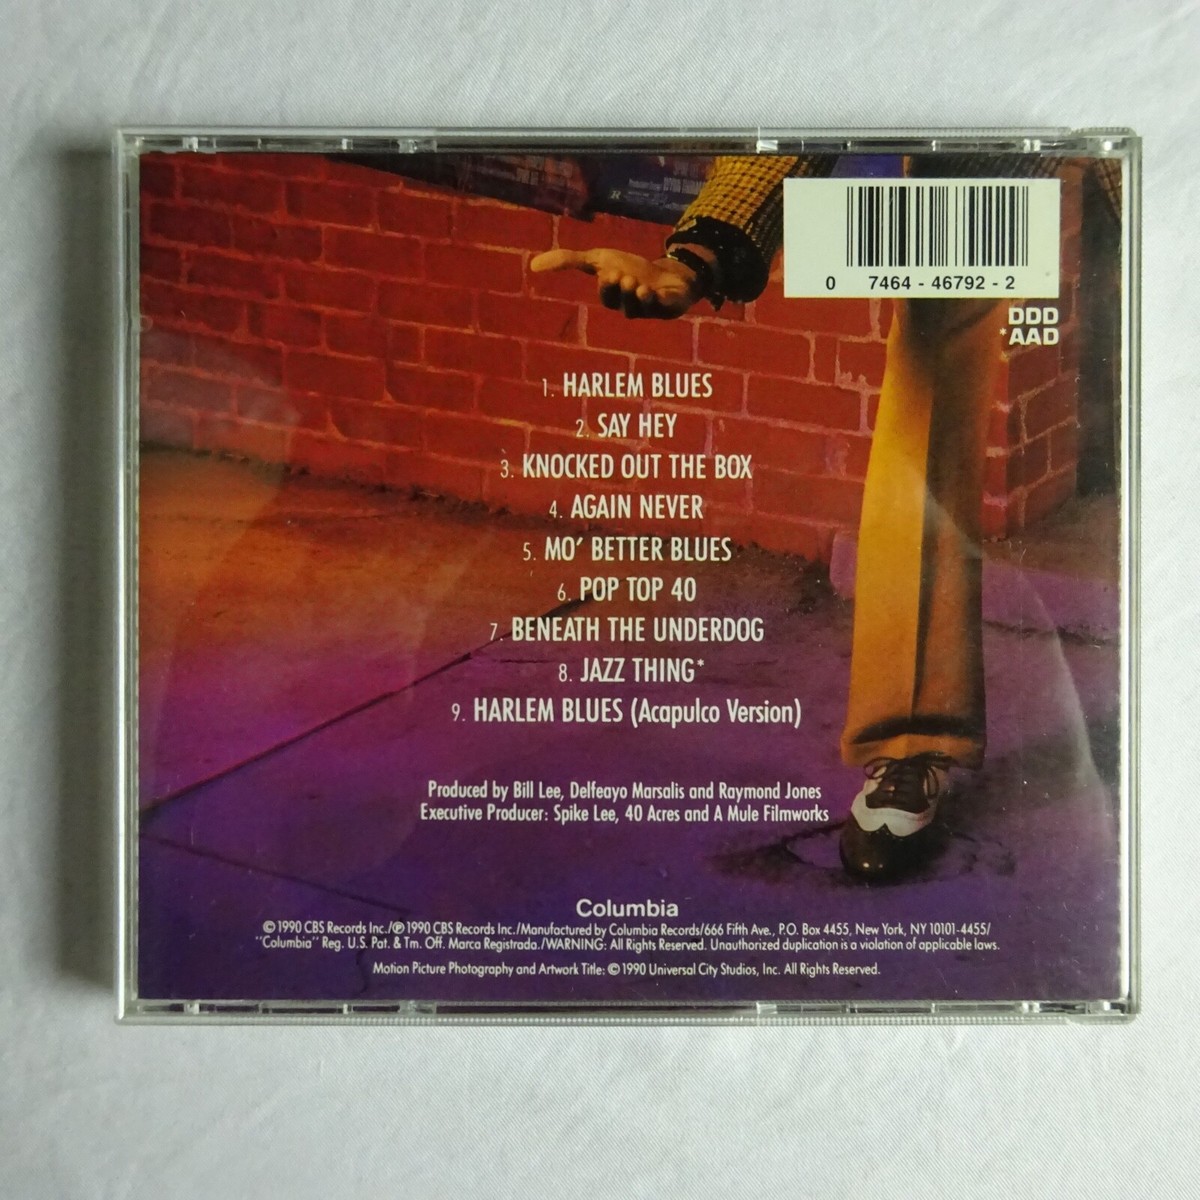 0 7464 - 46792 - 2
DDD
*AAD
1. HARLEM BLUES
2. SAY HEY
3. KNOCKED OUT THE BOX
4. AGAIN NEVER
5. MO' BETTER BLUES
6. POP TOP 40
7. BENEATH THE UNDERDOG
8. JAZZ THING*
9. HARLEM BLUES (Acapulco Version)
Produced by Bill Lee, Delfeayo Marsalis and Raymond Jones
Executive Producer: Spike Lee, 40 Acres and A Mule Filmworks
Columbia
© 1990 CBS Records Inc./℗ 1990 CBS Records Inc./Manufactured by Columbia Records/666 Fifth Ave., P.O. Box 4455, New York, NY 10101-4455/
"Columbia" Reg. U.S. Pat. & Tm. Off. Marca Registrada./WARNING: All Rights Reserved. Unauthorized duplication is a violation of applicable laws.
Motion Picture Photography and Artwork Title: © 1990 Universal City Studios, Inc. All Rights Reserved.